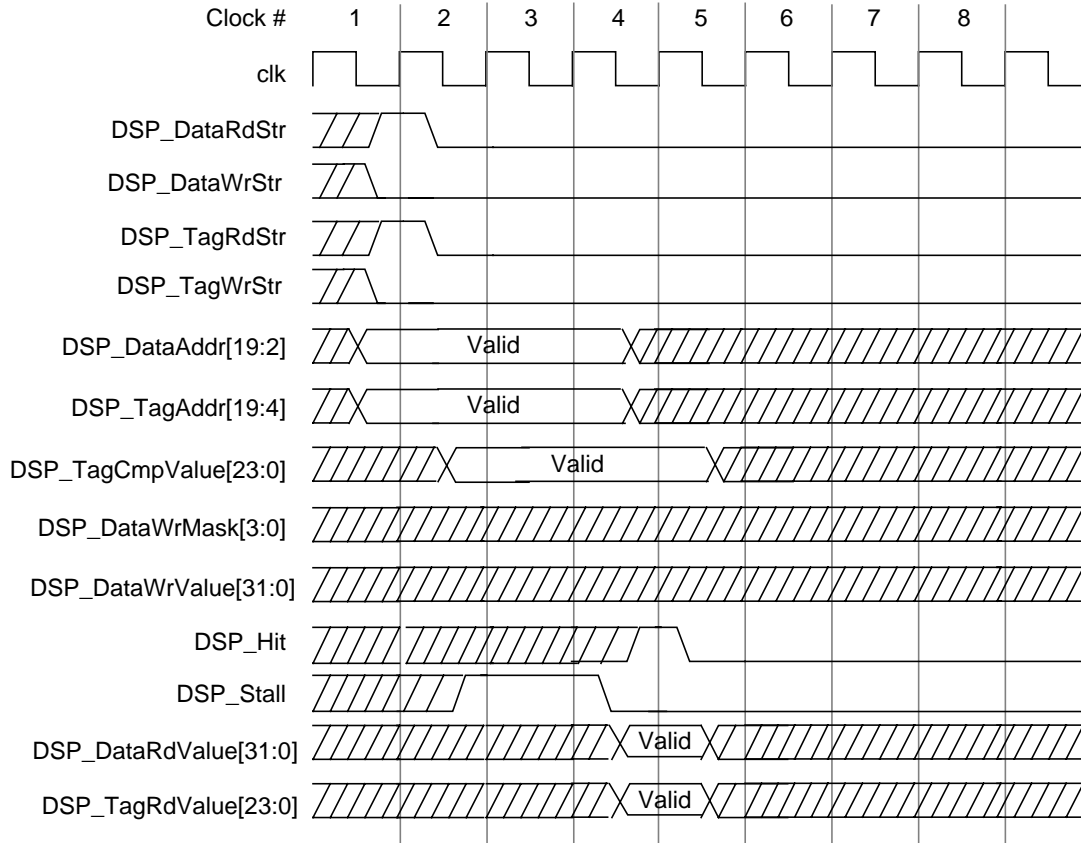 Clock # 1 2 3 4 5 6 7 8
clk
DSP_DataRdStr
DSP_DataWrStr
DSP_TagRdStr
DSP_TagWrStr
DSP_DataAddr[19:2] Valid
DSP_TagAddr[19:4] Valid
DSP_TagCmpValue[23:0] Valid
DSP_DataWrMask[3:0]
DSP_DataWrValue[31:0]
DSP_Hit
DSP_Stall
DSP_DataRdValue[31:0] Valid
DSP_TagRdValue[23:0] Valid